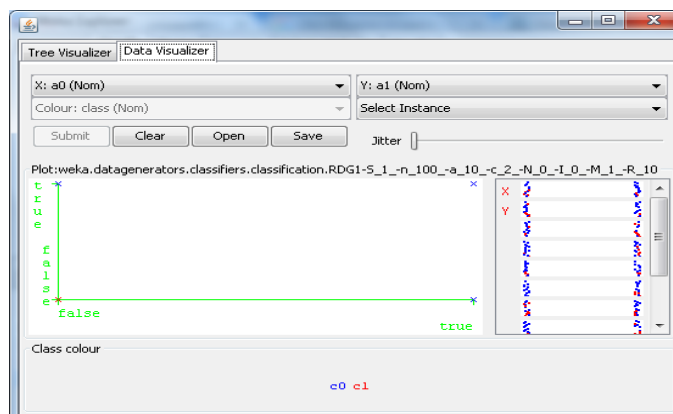 Tree Visualizer Data Visualizer
X: a0 (Nom) Y: a1 (Nom)
Colour: class (Nom) Select Instance
Submit Clear Open Save Jitter
Plot:weka.datagenerators.classifiers.classification.RDG1-S_1_-n_100_-a_10_-c_2_-N_0_-I_0_-M_1_-R_10
true
false
X
Y
false
true
Class colour
c0 c1